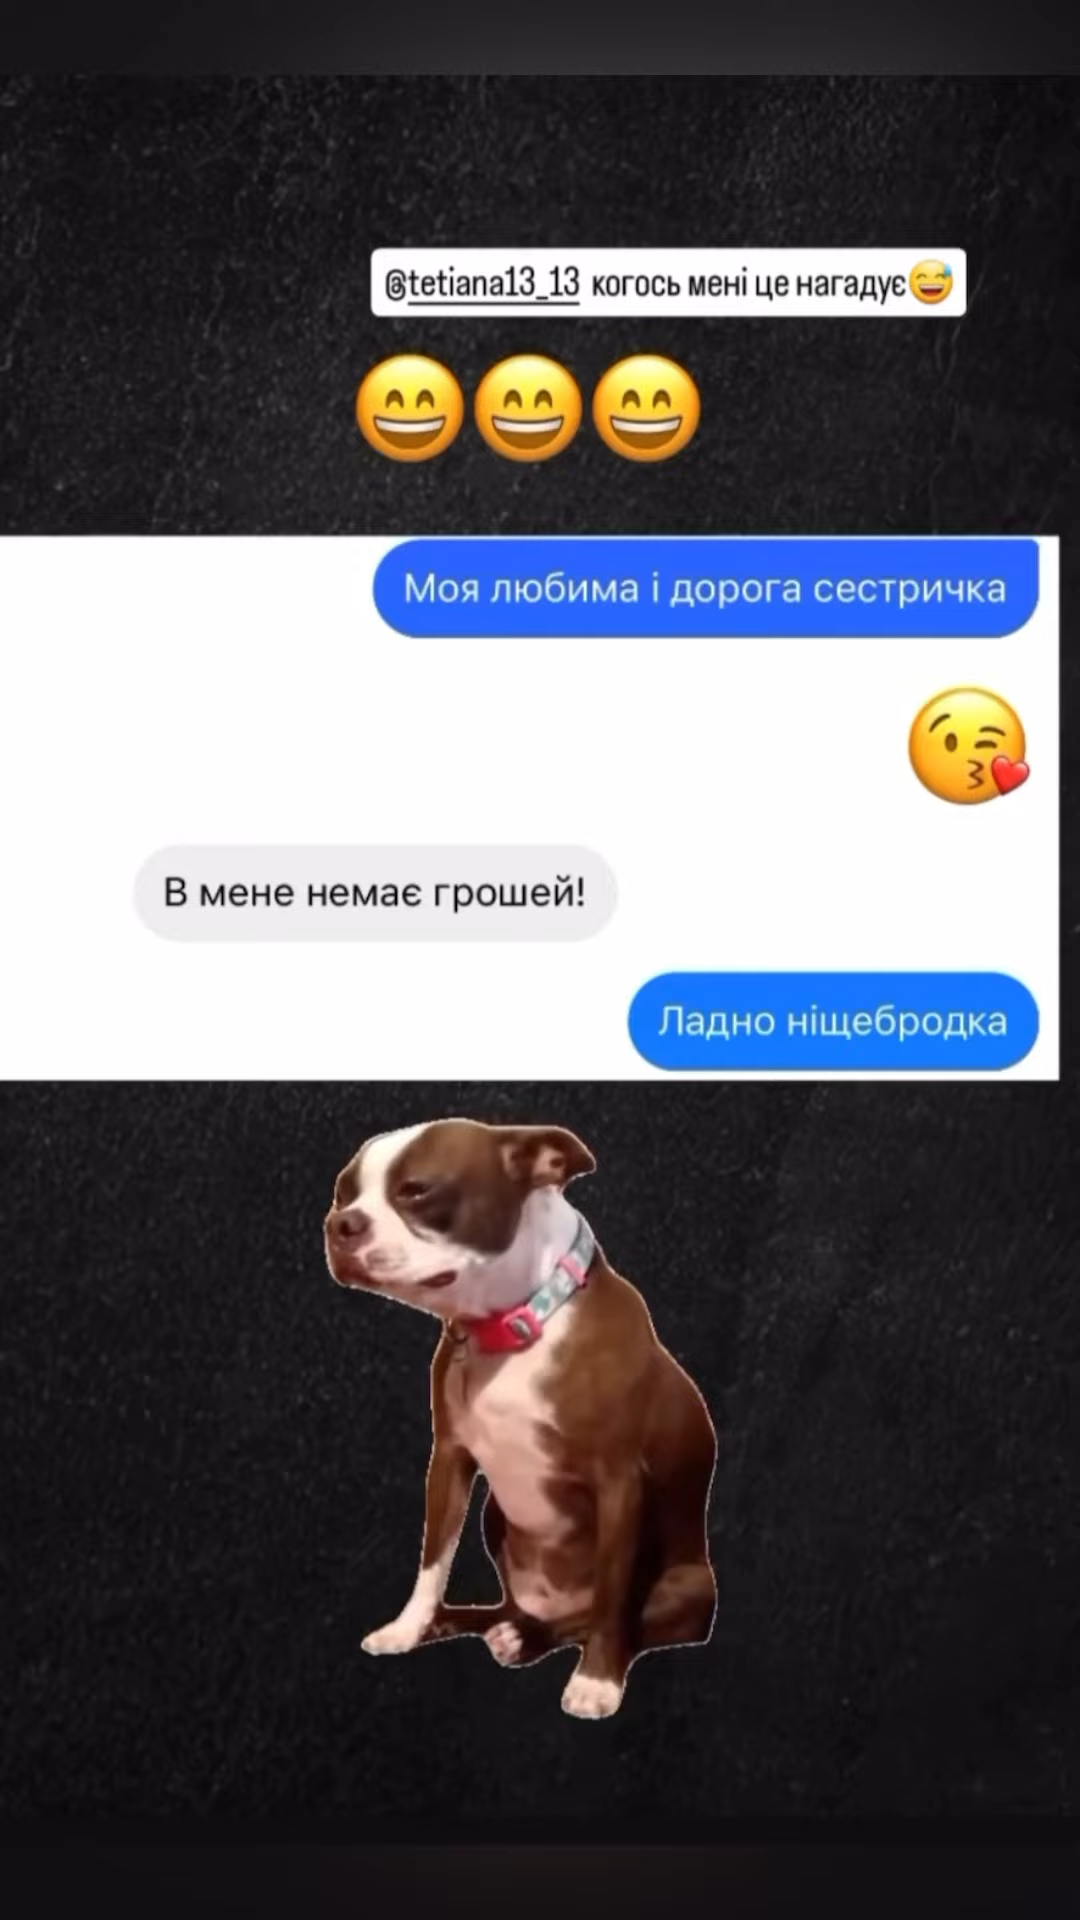 @tetiana13_13 когось мені це нагадує😅
😄😄😄
Моя любима і дорога сестричка
😘
В мене немає грошей!
Ладно ніщебродка